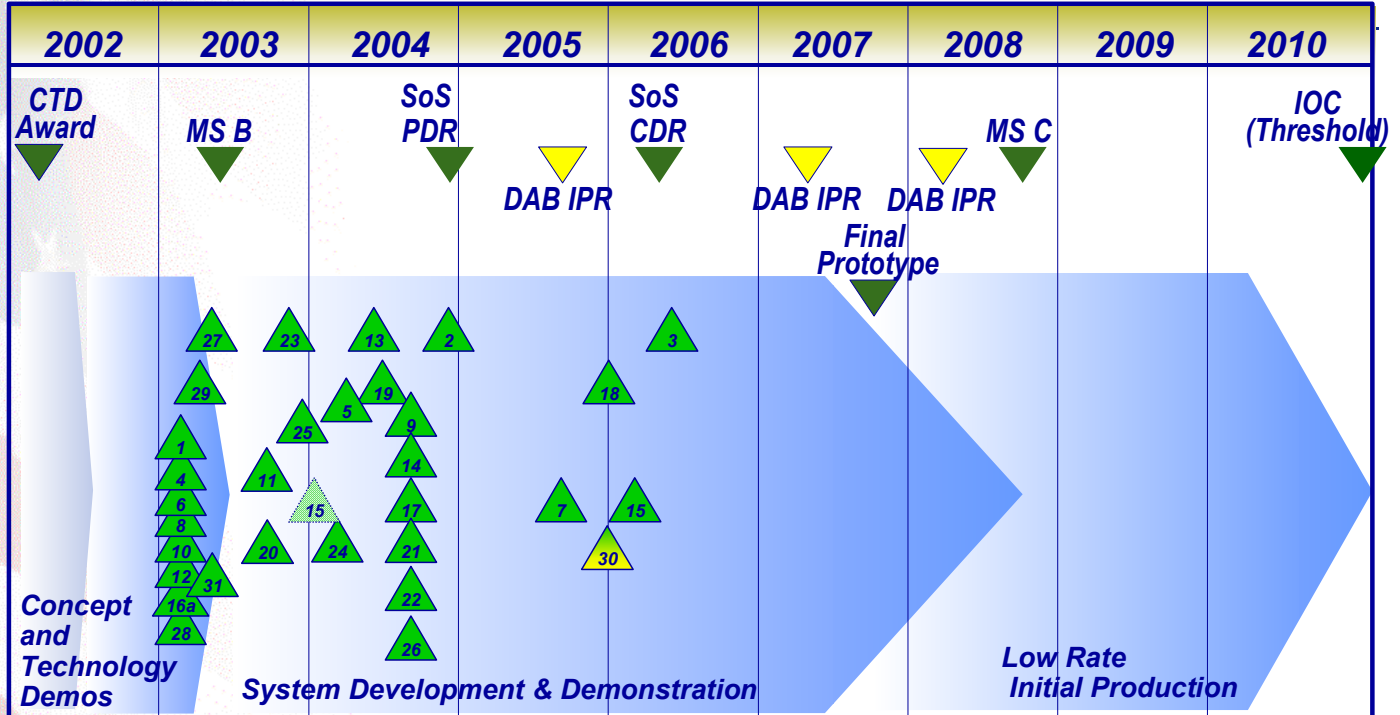 2002 2003 2004 2005 2006 2007 2008 2009 2010
CTD
Award
MS B
SoS
PDR
DAB IPR
SoS
CDR
DAB IPR
DAB IPR
MS C
IOC
(Threshold)
Final
Prototype
27 23 13 2 3
29 19 18
5
25 9
1
14
4 11
6 15 17 7 15
8
10 20 24 21 30
12 31
16a 22
28 26
Concept
and
Technology
Demos
System Development & Demonstration
Low Rate
Initial Production